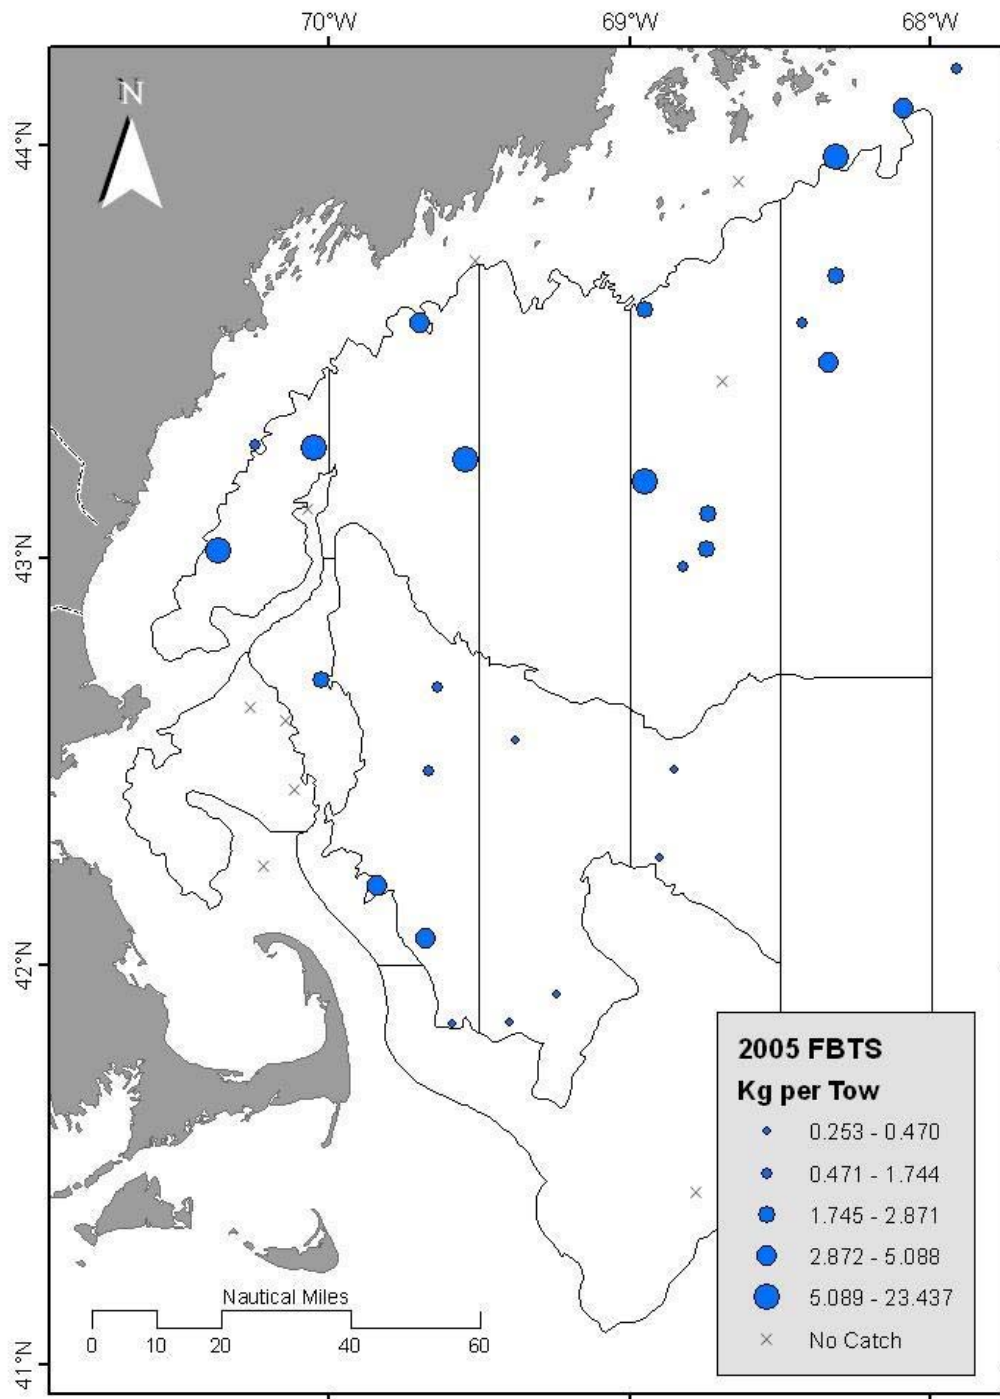 70°W 69°W 68°W
N
44°N
43°N
42°N
41°N
2005 FBTS
Kg per Tow
0.253 - 0.470
0.471 - 1.744
1.745 - 2.871
2.872 - 5.088
5.089 - 23.437
No Catch
Nautical Miles
0 10 20 40 60